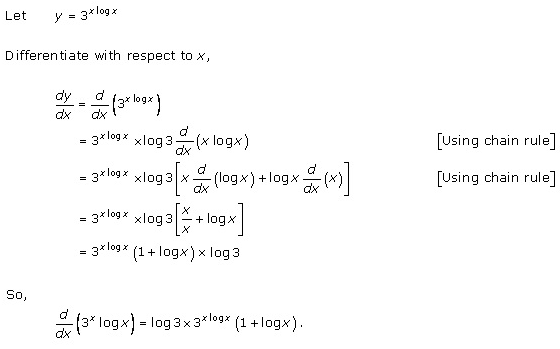 Let y = 3^{x log x}
Differentiate with respect to x,
dy/dx = d/dx (3^{x log x})
= 3^{x log x} × log 3 d/dx (x log x) [Using chain rule]
= 3^{x log x} × log 3 [x d/dx (log x) + log x d/dx (x)] [Using chain rule]
= 3^{x log x} × log 3 [x/x + log x]
= 3^{x log x} (1 + log x) × log 3
So,
d/dx (3^x log x) = log 3 × 3^{x log x} (1 + log x).